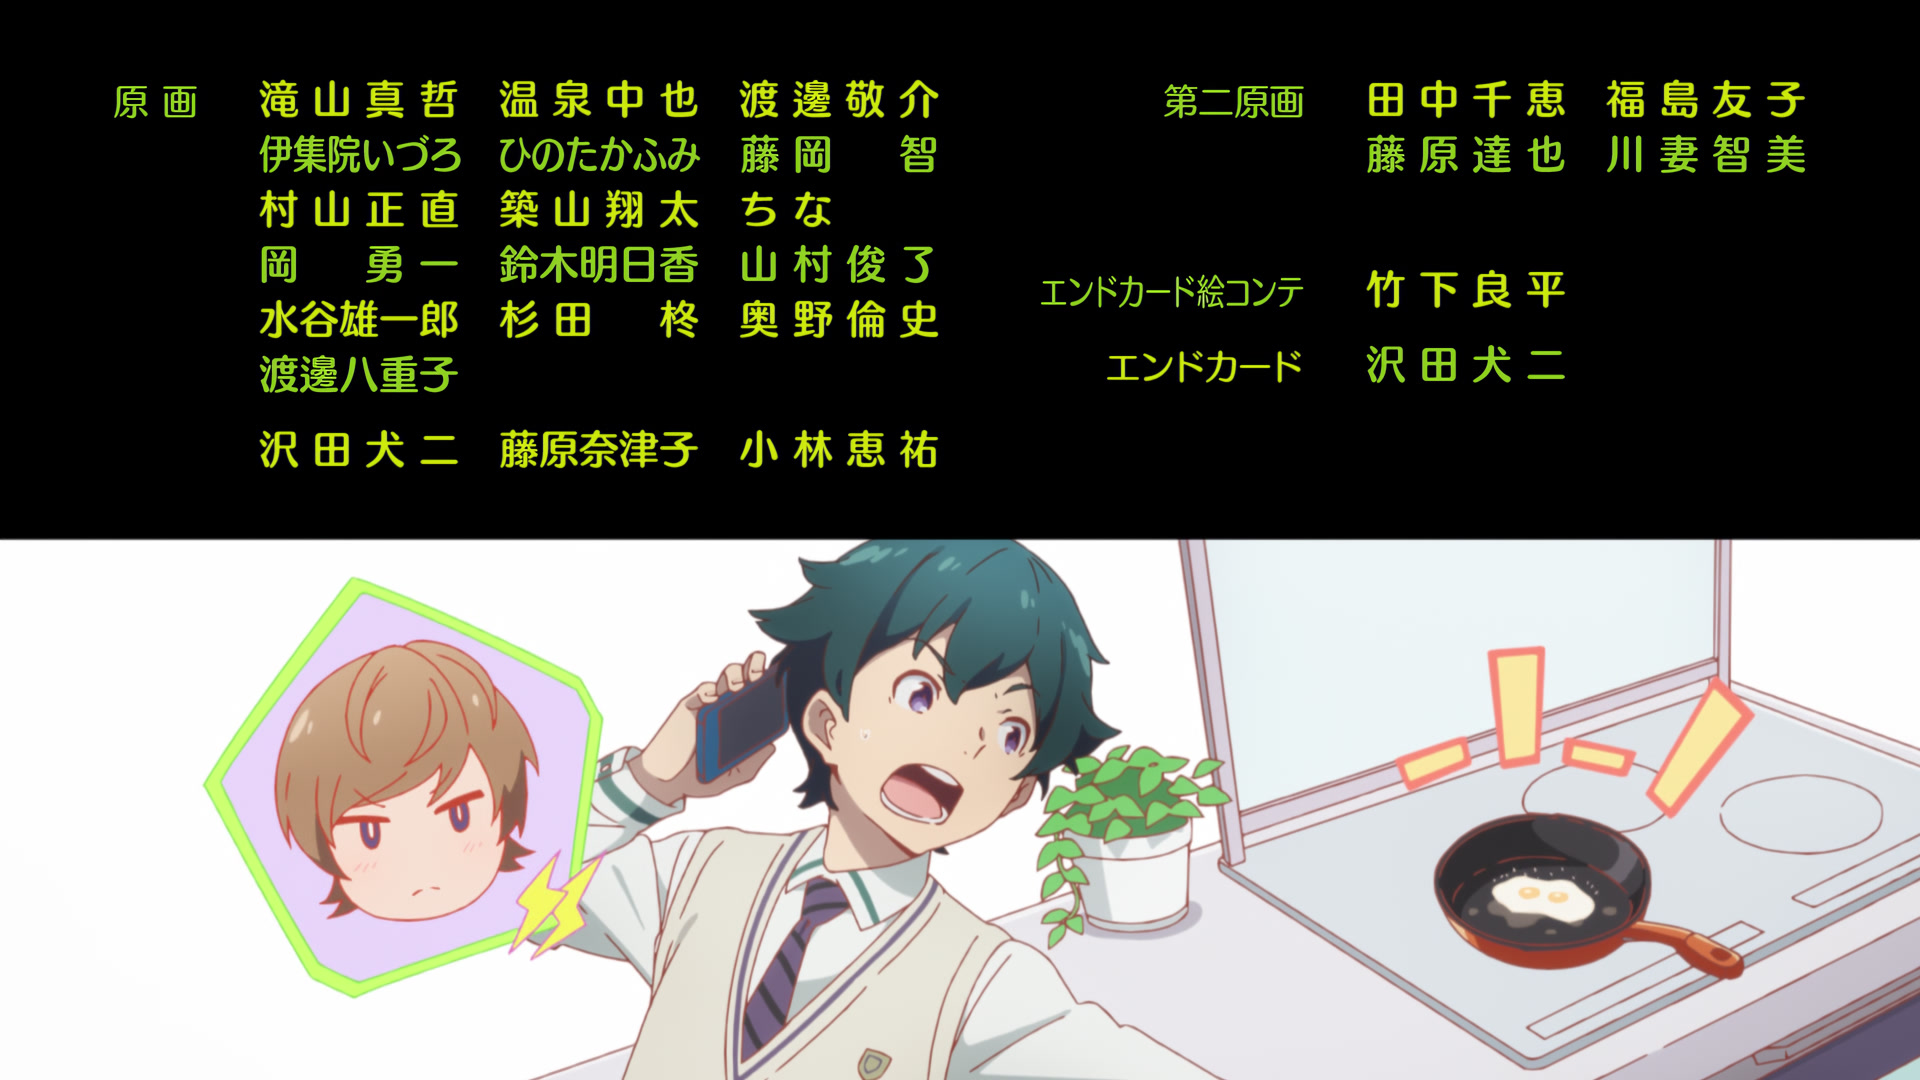 原画 滝山真哲 温泉中也 渡邊敬介
伊集院いづろ ひのたかふみ 藤岡 智
村山正直 築山翔太 ちな
岡 勇一 鈴木明日香 山村俊了
水谷雄一郎 杉田 柊 奥野倫史
渡邊八重子
沢田犬二 藤原奈津子 小林恵祐
第二原画 田中千恵 福島友子
藤原達也 川妻智美
エンドカード絵コンテ 竹下良平
エンドカード 沢田犬二